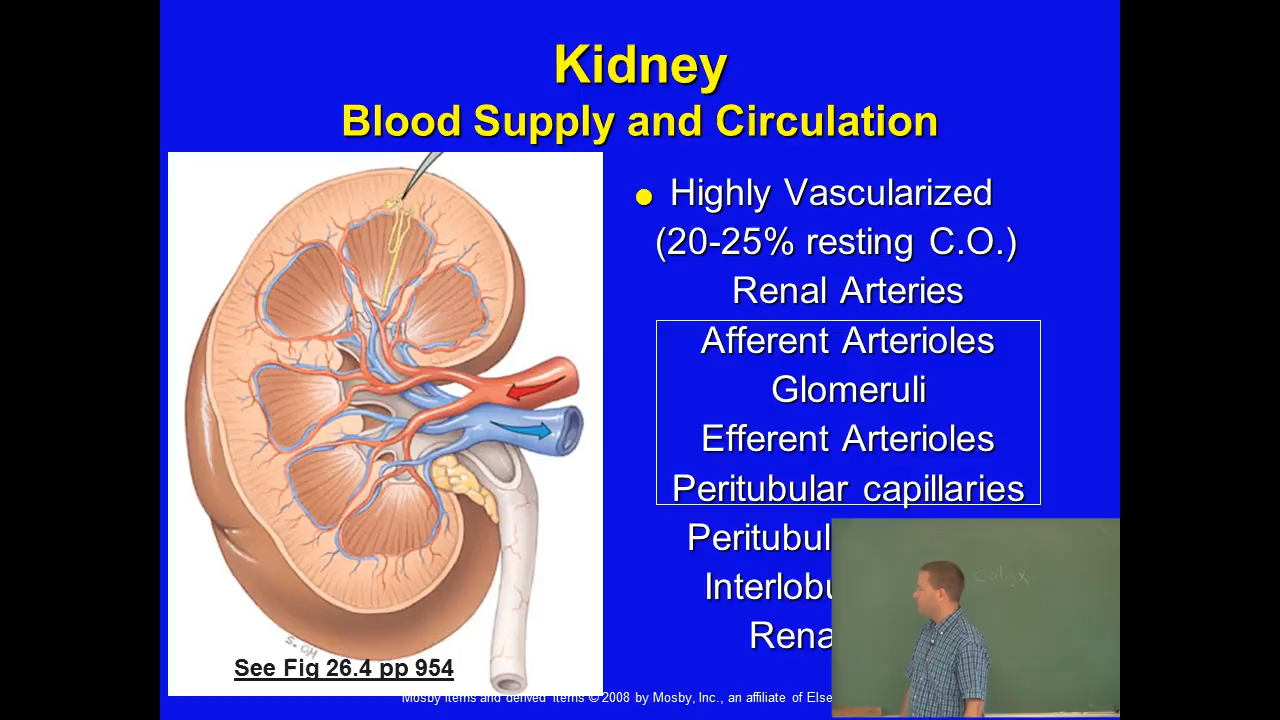 Kidney
Blood Supply and Circulation
Highly Vascularized
(20-25% resting C.O.)
Renal Arteries
Afferent Arterioles
Glomeruli
Efferent Arterioles
Peritubular capillaries
Peritubul
Interlobu
Rena
calyx
S. OH
See Fig 26.4 pp 954
Mosby items and derived items © 2008 by Mosby, Inc., an affiliate of Else